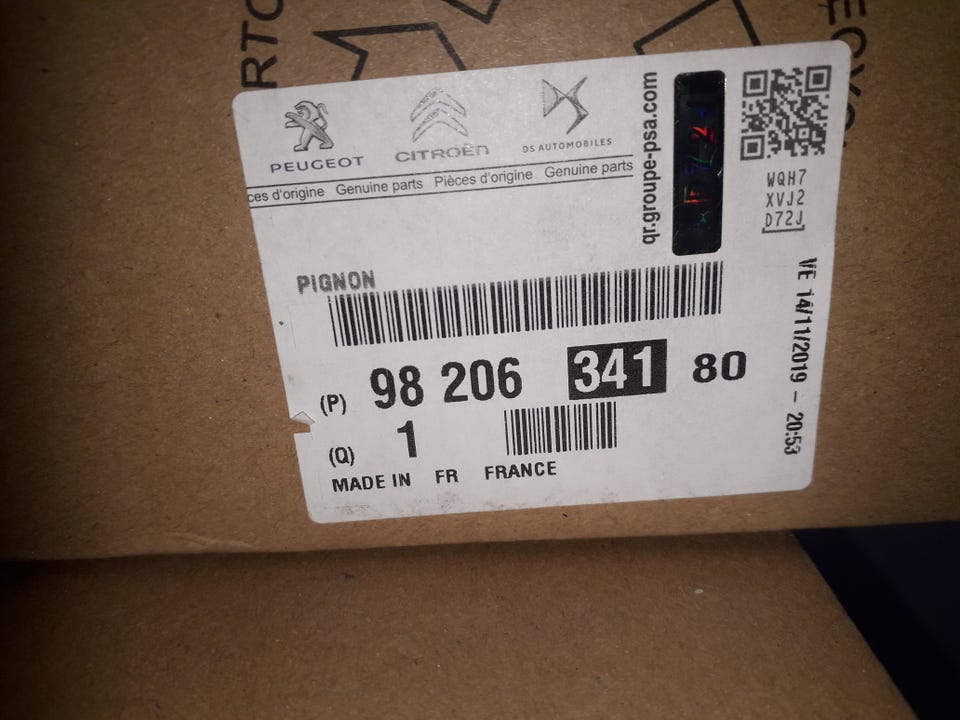 RTO
PEUGEOT
CITROËN
DS AUTOMOBILES
ces d'origine Genuine parts Pièces d'origine Genuine parts
qr.groupe-psa.com
WQH7
XVJ2
D72J
PIGNON
(P) 98 206 341 80
(Q) 1
MADE IN FR FRANCE
VE 14/11/2019 - 20:53